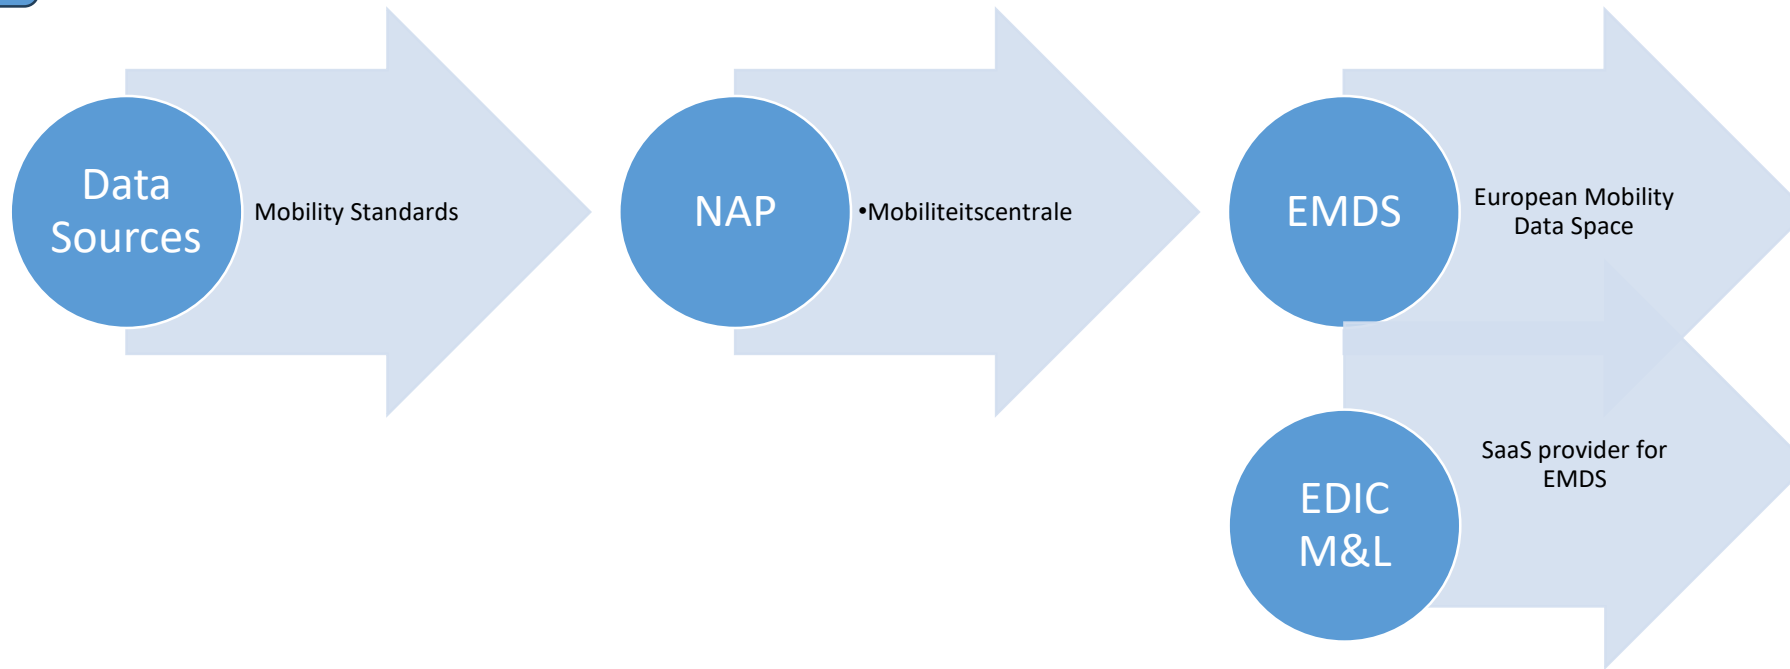 Data
Sources
Mobility Standards
NAP
•Mobiliteitscentrale
EMDS
European Mobility
Data Space
EDIC
M&L
SaaS provider for
EMDS